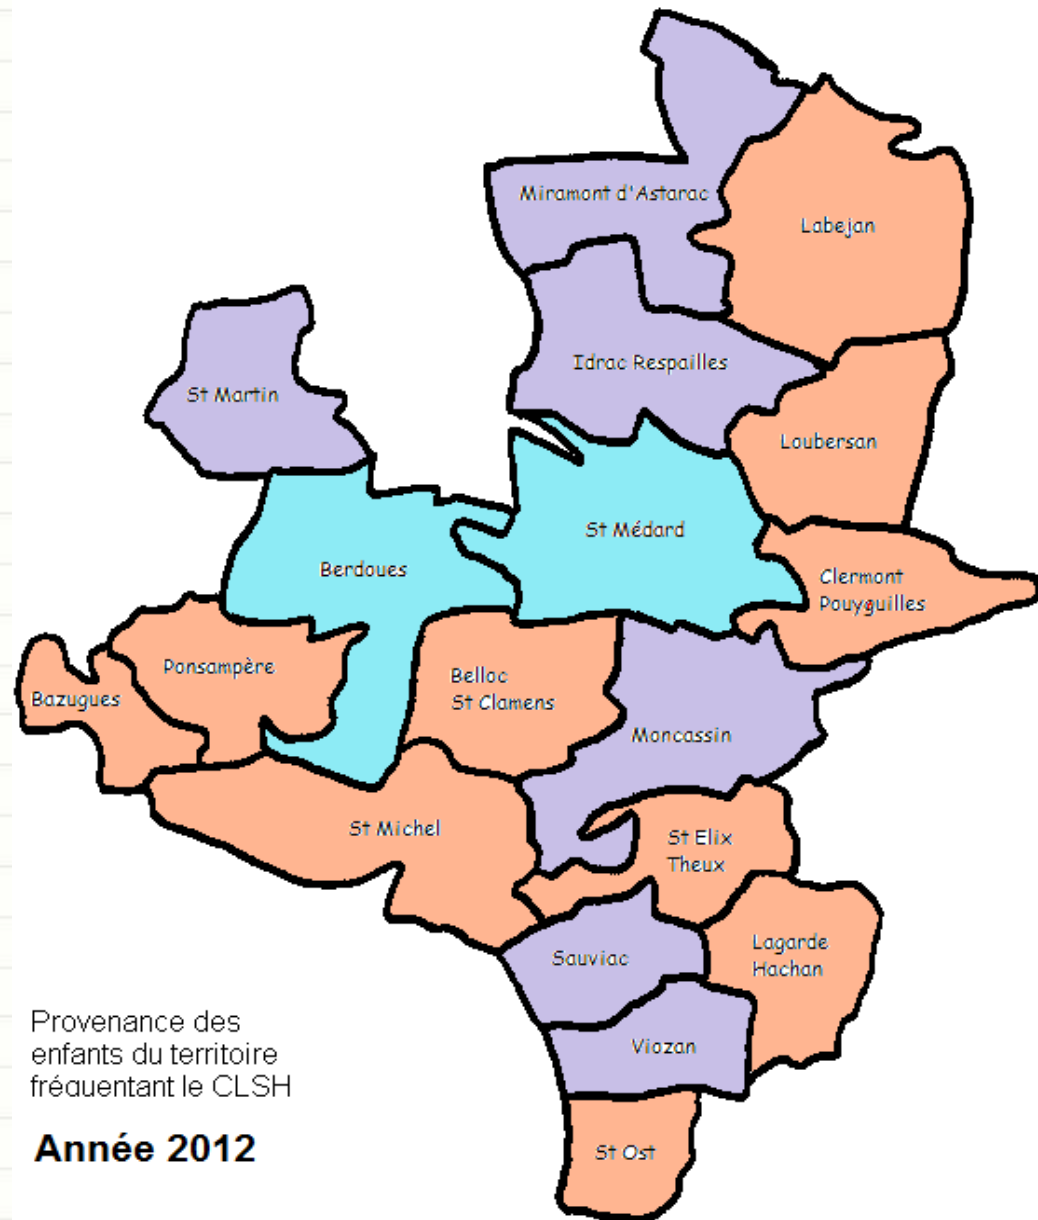 Miramont d'Astarac
Labejan
Idrac Respailles
St Martin
Loubersan
St Médard
Berdoues
Clermont
Pouyguilles
Ponsampère
Belloc
St Clamens
Bazugues
Moncassin
St Michel
St Elix
Theux
Lagarde
Hachan
Sauviac
Viozan
St Ost
Provenance des
enfants du territoire
fréquentant le CLSH
Année 2012